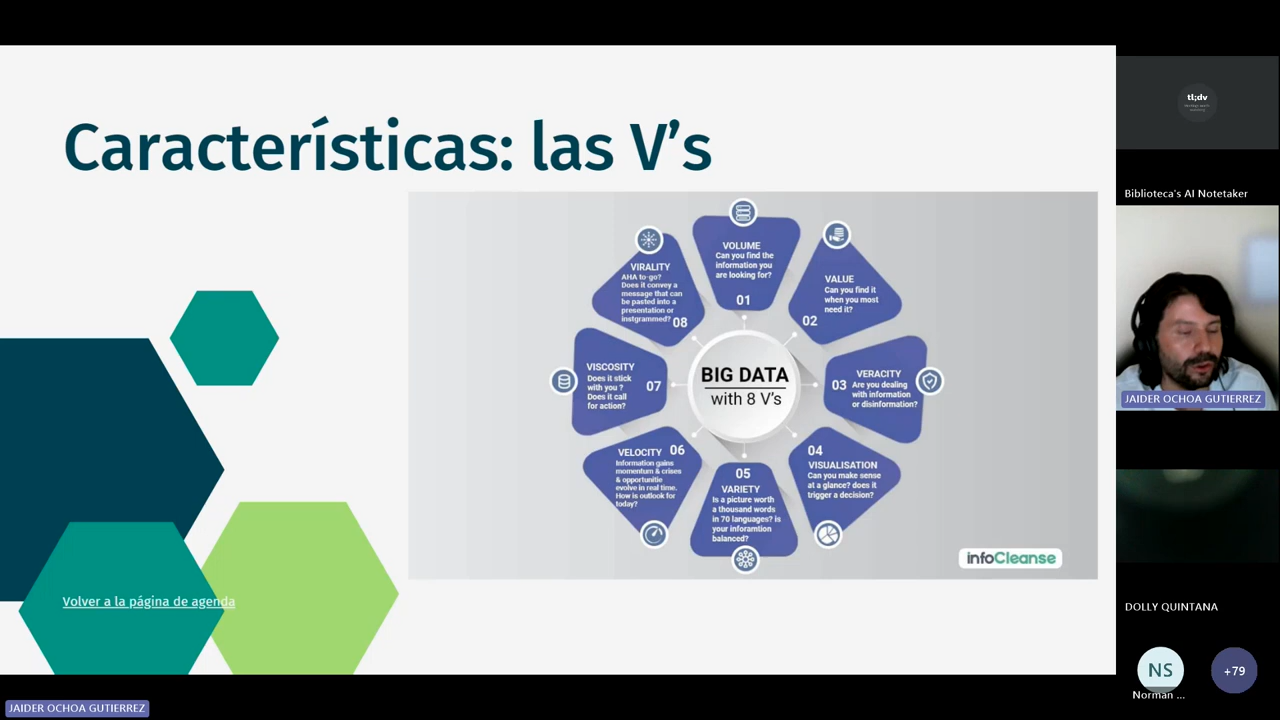 Características: las V's
VOLUME
Can you find the
information you
are looking for?
01
VALUE
Can you find it
when you most
need it?
02
VERACITY
03
Are you dealing
with information
or disinformation?
04
VISUALISATION
Can you make sense
at a glance? does it
trigger a decision?
05
VARIETY
Is a picture worth
a thousand words
in 70 languages? is
your inforamtion
balanced?
VELOCITY 06
Information gains
momentum & crises
& opportunitie
evolve in real time.
How is outlook for
today?
VISCOSITY
Does it stick
with you ? 07
Does it call
for action?
VIRALITY
AHA to-go?
Does it convey a
message that can
be pasted into a
presentation or
instgrammed? 08
BIG DATA
with 8 V's
infoCleanse
Volver a la página de agenda
JAIDER OCHOA GUTIERREZ
tl;dv
Biblioteca's AI Notetaker
JAIDER OCHOA GUTIERREZ
DOLLY QUINTANA
NS
+79
Norman ...